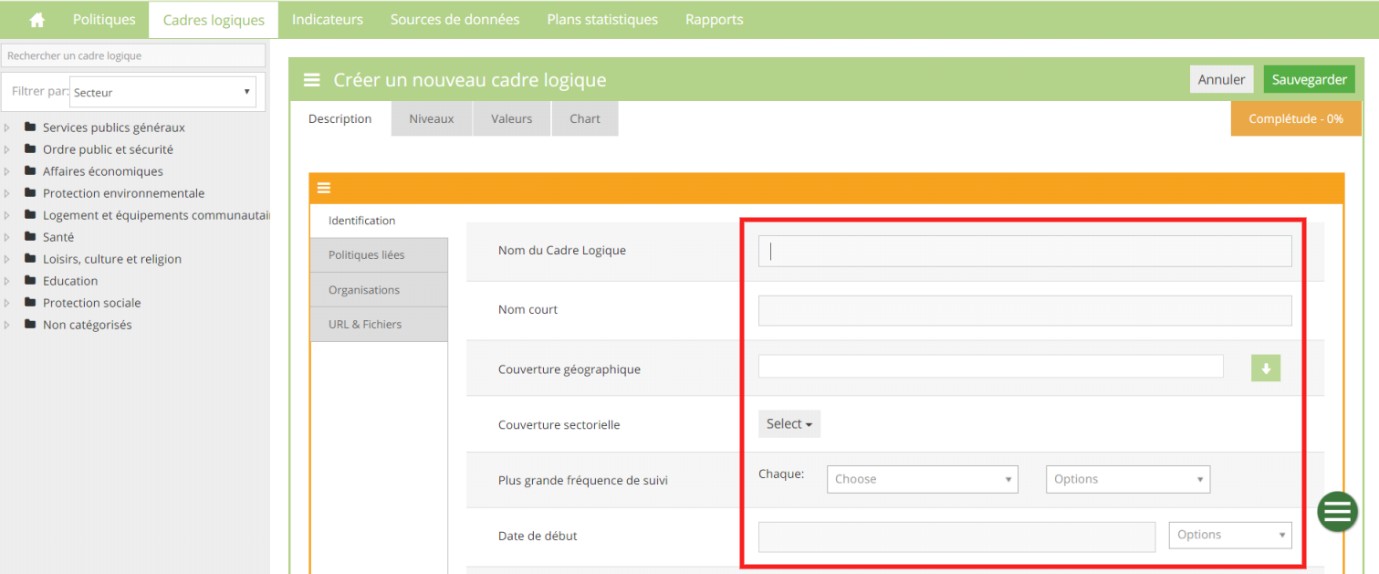 Politiques Cadres logiques Indicateurs Sources de données Plans statistiques Rapports
Rechercher un cadre logique
Filtrer par: Secteur
Services publics généraux
Ordre public et sécurité
Affaires économiques
Protection environnementale
Logement et équipements communautai
Santé
Loisirs, culture et religion
Education
Protection sociale
Non catégorisés
Créer un nouveau cadre logique Annuler Sauvegarder
Description Niveaux Valeurs Chart Complétude - 0%
Identification
Politiques liées
Organisations
URL & Fichiers
Nom du Cadre Logique
Nom court
Couverture géographique
Couverture sectorielle Select
Plus grande fréquence de suivi Chaque: Choose Options
Date de début Options